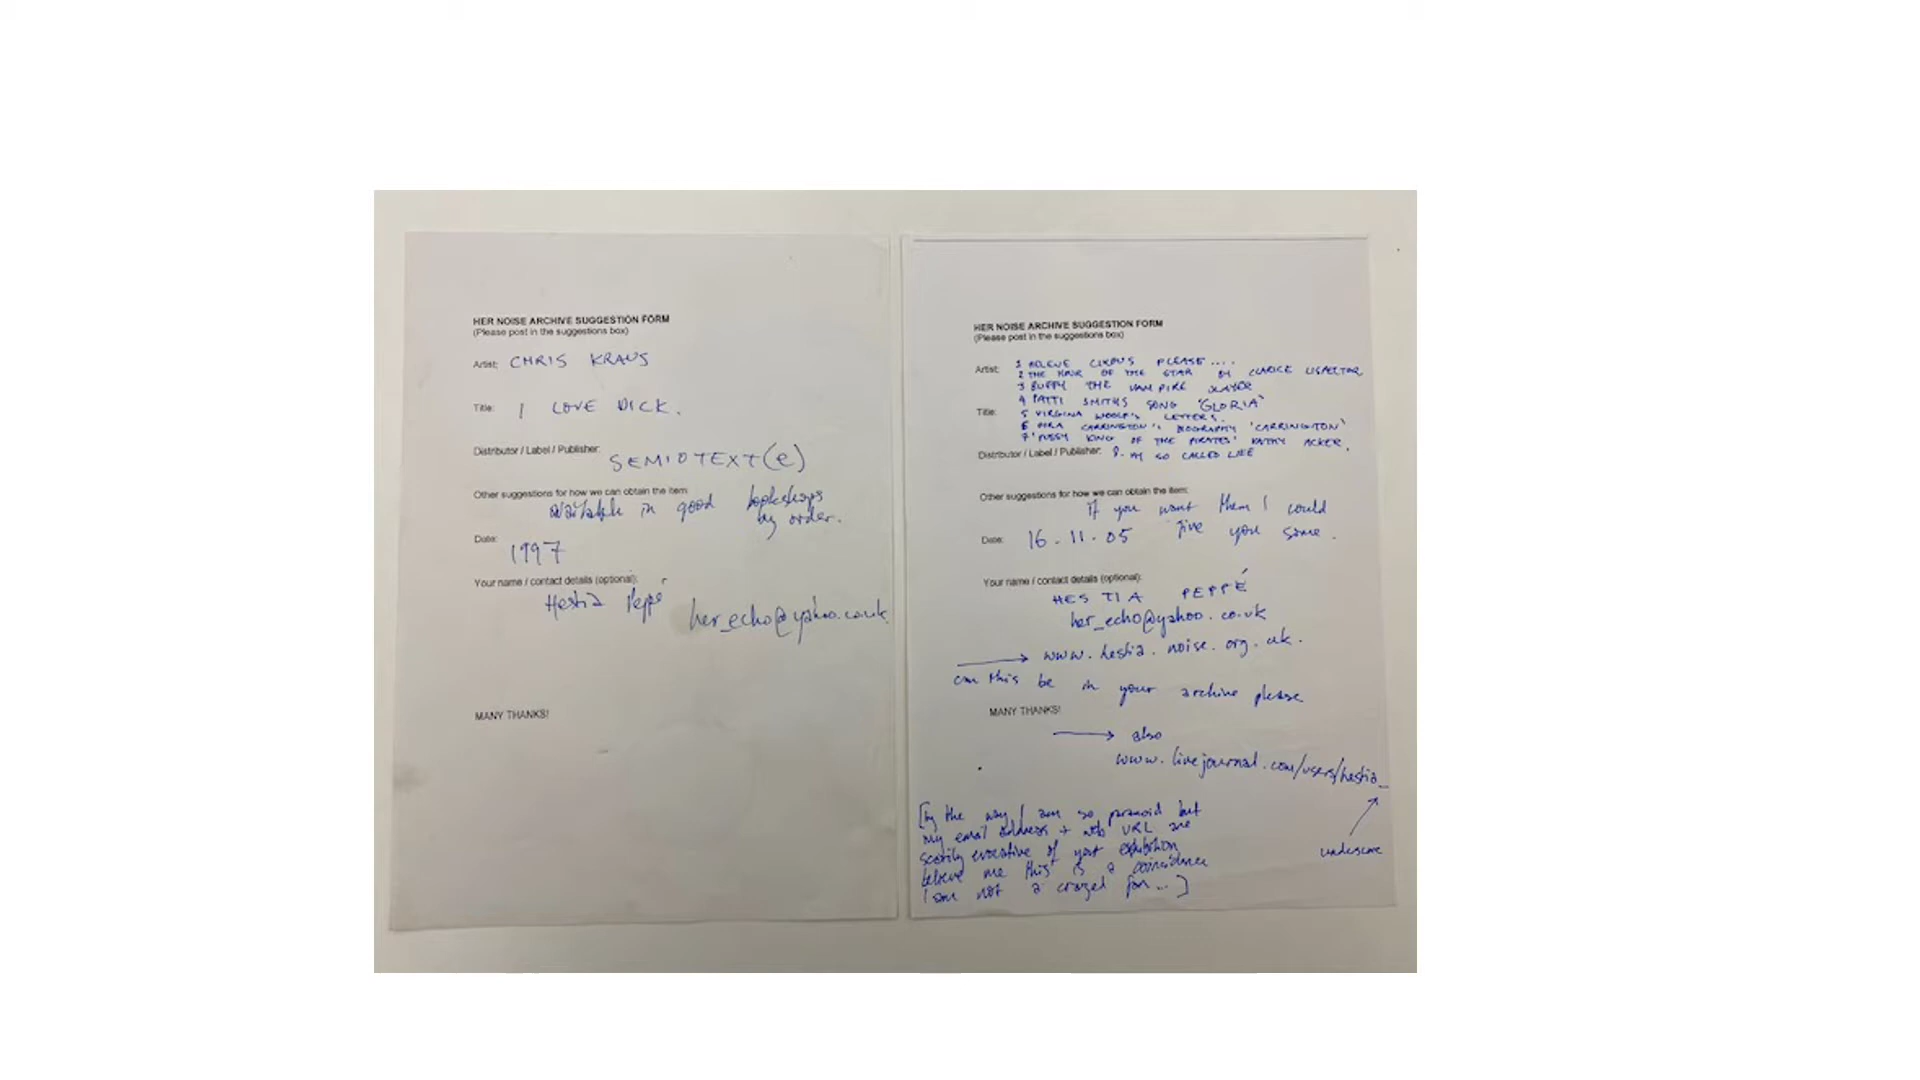 HER NOISE ARCHIVE SUGGESTION FORM
(Please post in the suggestions box)
Artist: CHRIS KRAUS
Title: I LOVE DICK.
Distributor / Label / Publisher: SEMIOTEXT(e)
Other suggestions for how we can obtain the item:
available in good bookshops
by order.
Date: 1997
Your name / contact details (optional):
Hestia Peppé
her_echo@yahoo.co.uk
MANY THANKS!
HER NOISE ARCHIVE SUGGESTION FORM
(Please post in the suggestions box)
Artist: 1 HELENE CIXOUS PLEASE....
2 THE HOUR OF THE STAR BY CLARICE LISPECTOR
3 BUFFY THE VAMPIRE SLAYER
4 PATTI SMITHS SONG 'GLORIA'
Title: 5 VIRGINA WOOLF'S LETTERS.
6 CARRINGTON'S BIOGRAPHY 'CARRINGTON'
7 'PUSSY KING OF THE PIRATES' KATHY ACKER.
Distributor / Label / Publisher: 8. MY SO CALLED LIFE
Other suggestions for how we can obtain the item:
if you want them I could
give you some.
Date: 16.11.05
Your name / contact details (optional):
HESTIA PEPPÉ
her_echo@yahoo.co.uk
www.hestia.noise.org.uk.
can this be in your archive please
MANY THANKS!
also
www.livejournal.com/users/hestia_
underscore
[by the way I am so paranoid but
my email address + web URL are
scarily evocative of your exhibition
believe me this is a coincidence
I am not a crazed fan...]